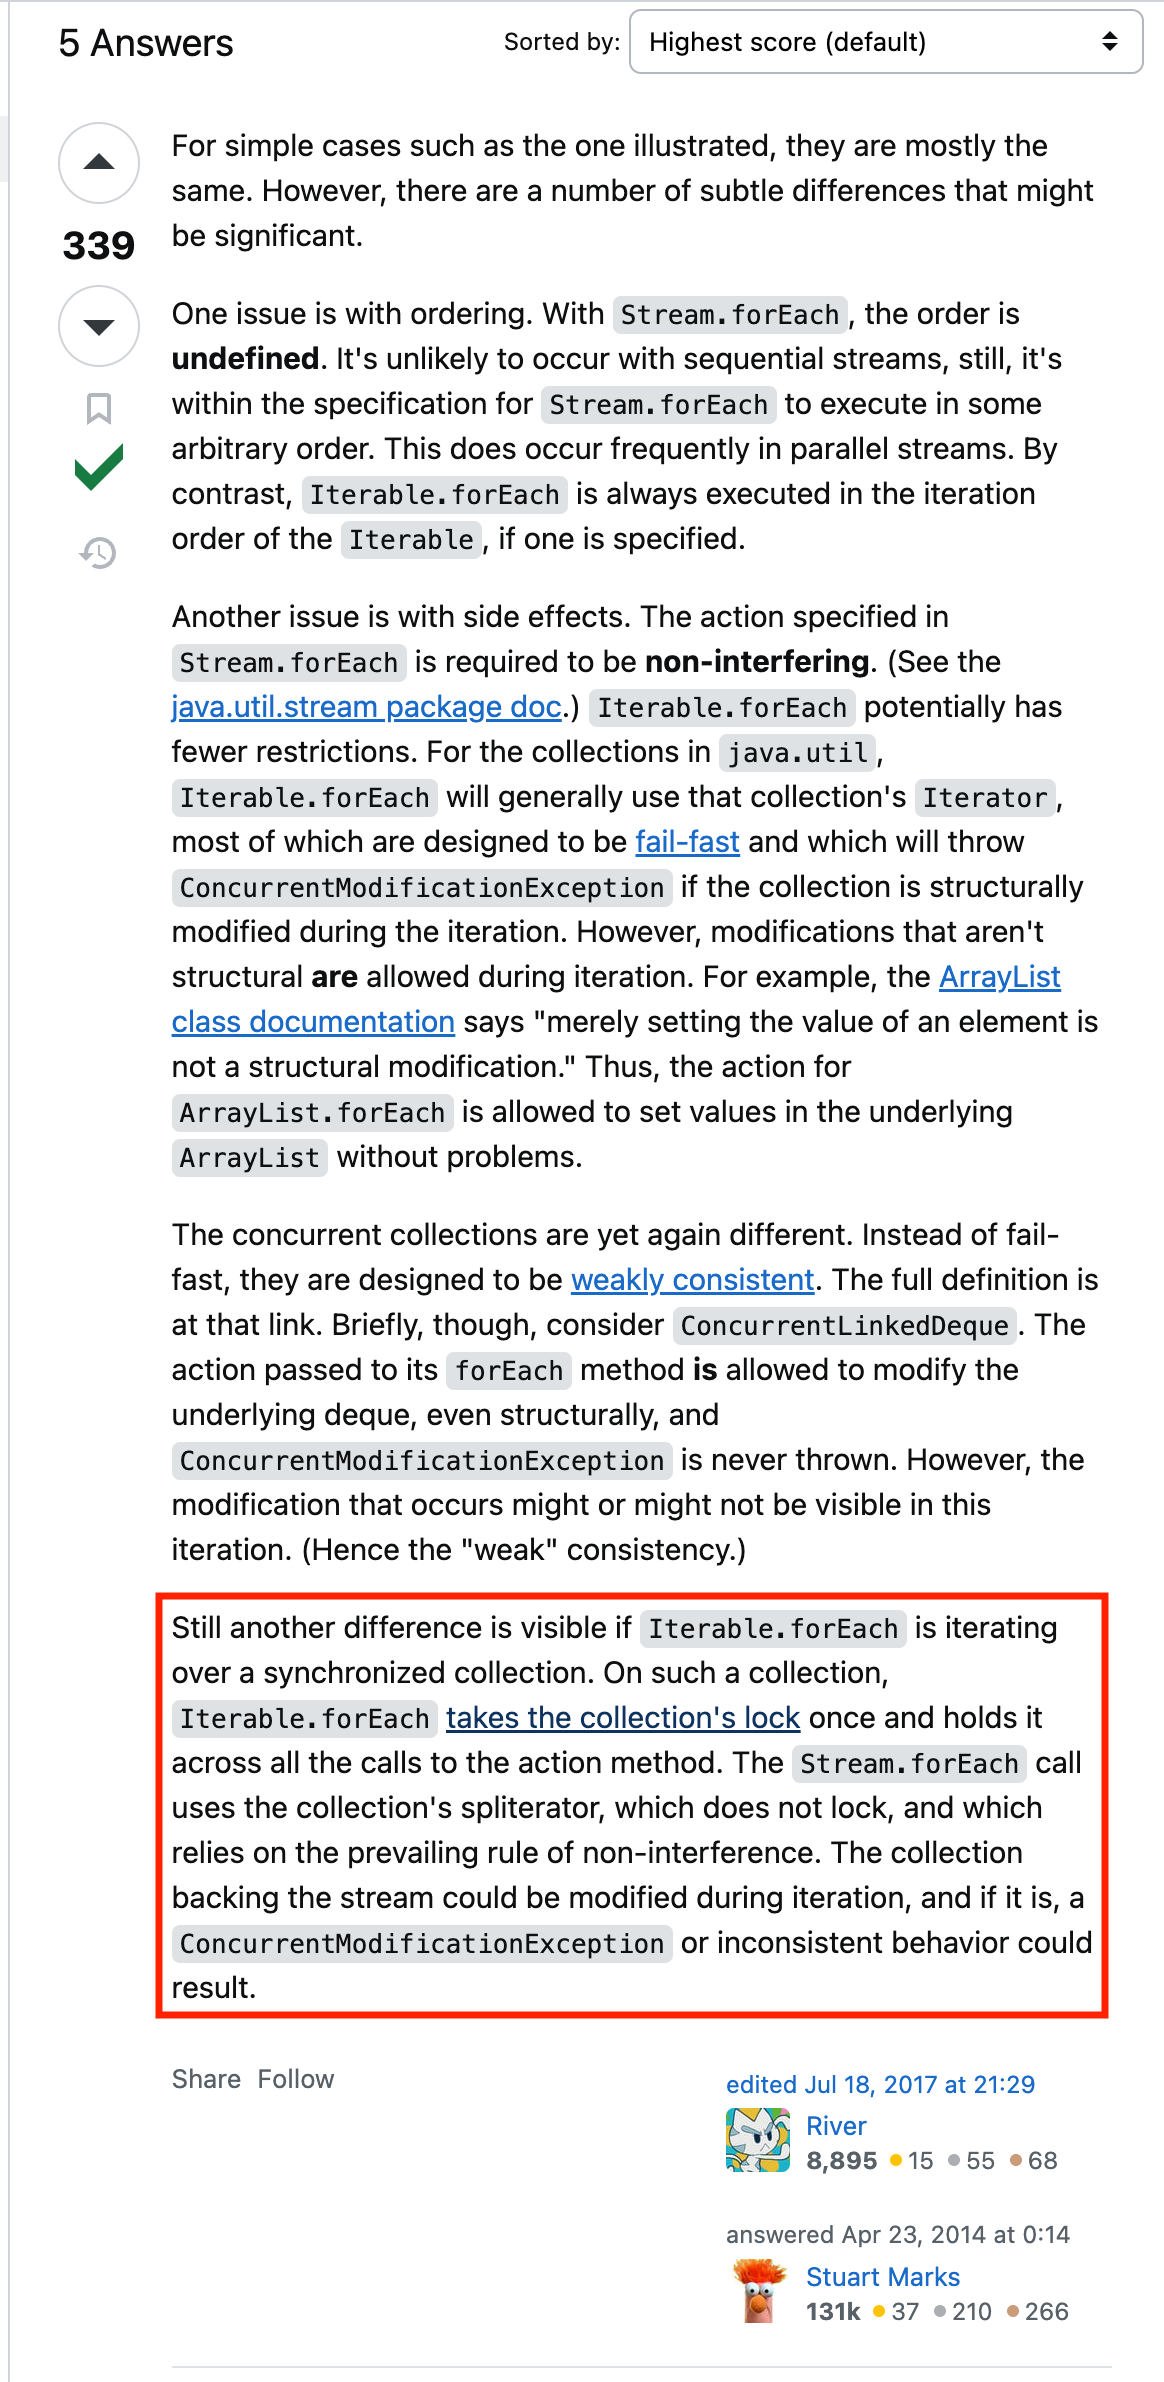 5 Answers
Sorted by:
Highest score (default)
For simple cases such as the one illustrated, they are mostly the
same. However, there are a number of subtle differences that might
be significant.
339
One issue is with ordering. With Stream.forEach, the order is
undefined. It's unlikely to occur with sequential streams, still, it's
within the specification for Stream.forEach to execute in some
arbitrary order. This does occur frequently in parallel streams. By
contrast, Iterable.forEach is always executed in the iteration
order of the Iterable, if one is specified.
Another issue is with side effects. The action specified in
Stream.forEach is required to be non-interfering. (See the
java.util.stream package doc.) Iterable.forEach potentially has
fewer restrictions. For the collections in java.util,
Iterable.forEach will generally use that collection's Iterator,
most of which are designed to be fail-fast and which will throw
ConcurrentModificationException if the collection is structurally
modified during the iteration. However, modifications that aren't
structural are allowed during iteration. For example, the ArrayList
class documentation says "merely setting the value of an element is
not a structural modification." Thus, the action for
ArrayList.forEach is allowed to set values in the underlying
ArrayList without problems.
The concurrent collections are yet again different. Instead of fail-
fast, they are designed to be weakly consistent. The full definition is
at that link. Briefly, though, consider ConcurrentLinkedDeque. The
action passed to its forEach method is allowed to modify the
underlying deque, even structurally, and
ConcurrentModificationException is never thrown. However, the
modification that occurs might or might not be visible in this
iteration. (Hence the "weak" consistency.)
Still another difference is visible if Iterable.forEach is iterating
over a synchronized collection. On such a collection,
Iterable.forEach takes the collection's lock once and holds it
across all the calls to the action method. The Stream.forEach call
uses the collection's spliterator, which does not lock, and which
relies on the prevailing rule of non-interference. The collection
backing the stream could be modified during iteration, and if it is, a
ConcurrentModificationException or inconsistent behavior could
result.
Share Follow
edited Jul 18, 2017 at 21:29
River
8,895 15 55 68
answered Apr 23, 2014 at 0:14
Stuart Marks
131k 37 210 266